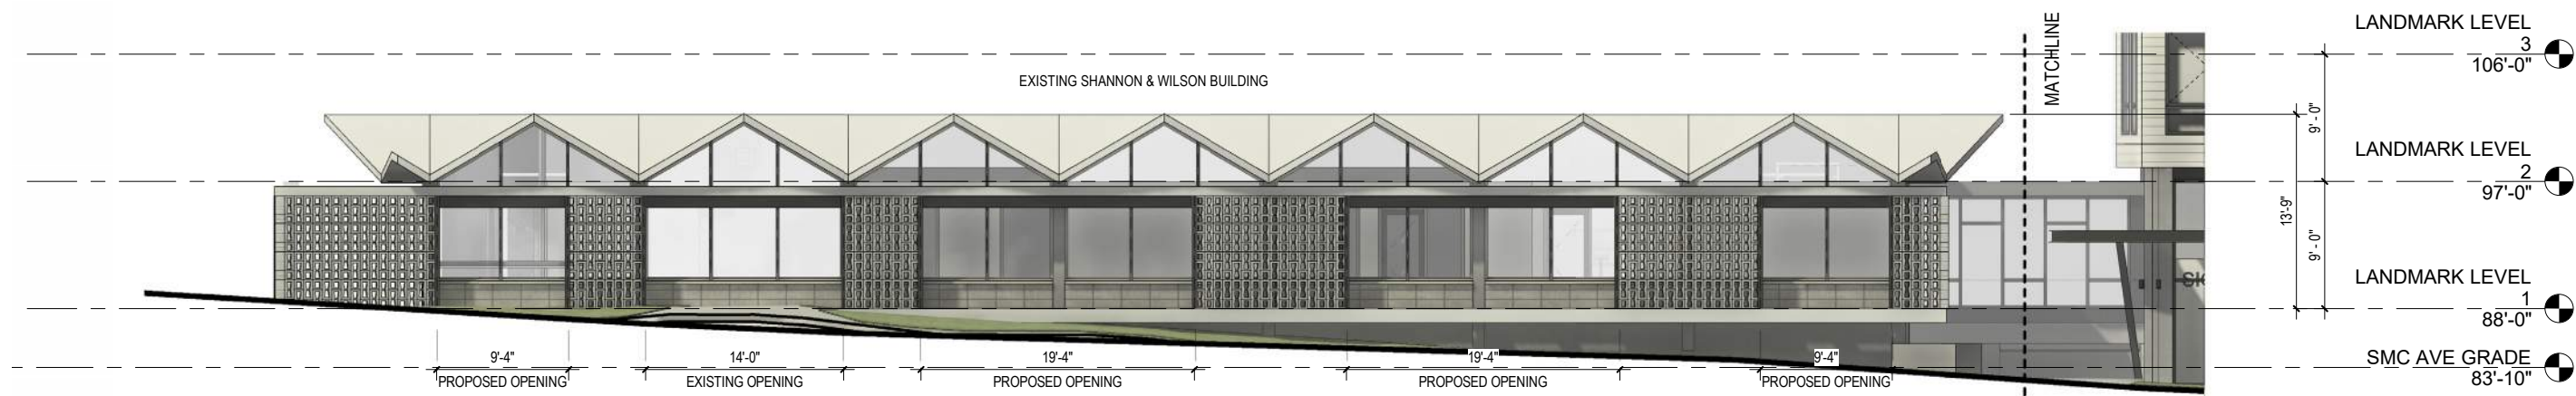 LANDMARK LEVEL
3
106'-0"
MATCHLINE
EXISTING SHANNON & WILSON BUILDING
9' - 0"
LANDMARK LEVEL
2
97'-0"
13'-9"
9' - 0"
LANDMARK LEVEL
1
88'-0"
SK
9'-4"
14'-0"
19'-4"
19'-4"
9'-4"
PROPOSED OPENING
EXISTING OPENING
PROPOSED OPENING
PROPOSED OPENING
PROPOSED OPENING
SMC AVE GRADE
83'-10"